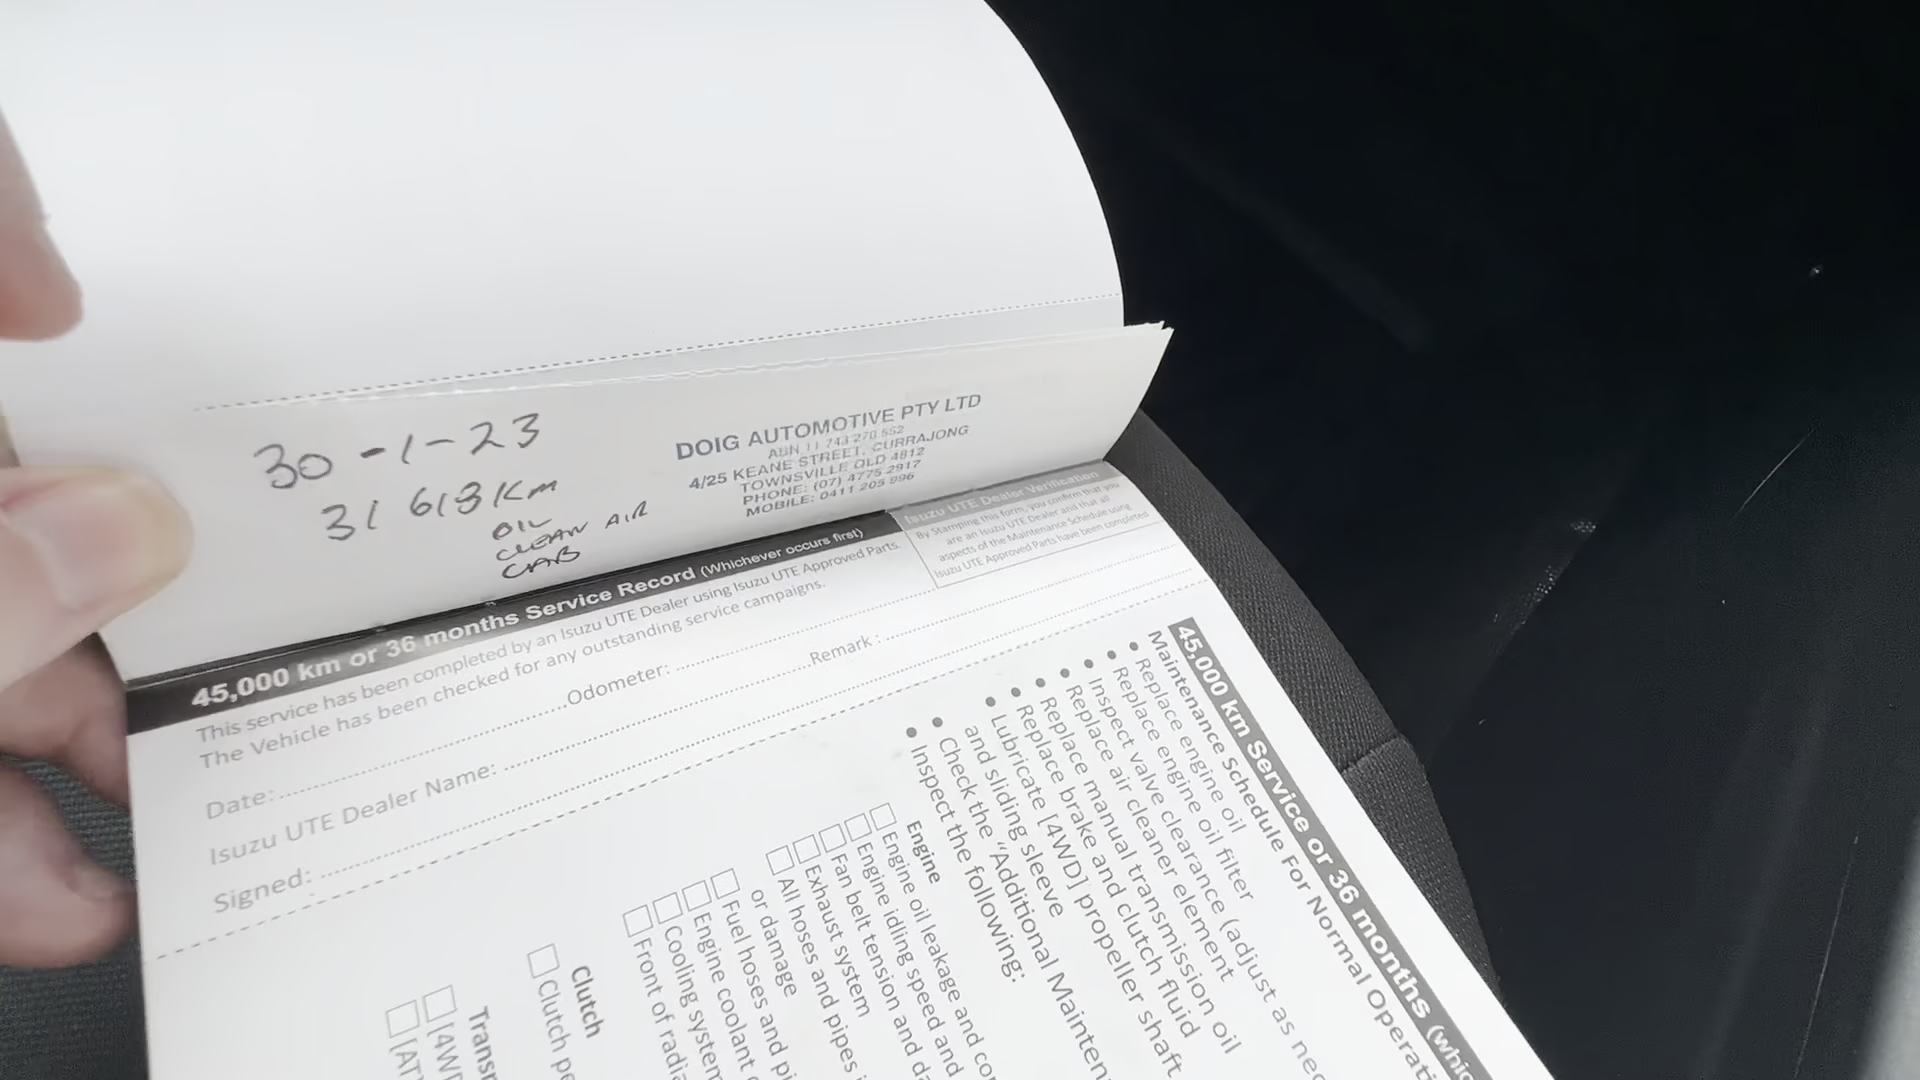 30-1-23
31 613 Km
OIL
CLEAN AIR
CAB
DOIG AUTOMOTIVE PTY LTD
ABN 11 743 270 552
4/25 KEANE STREET, CURRAJONG
TOWNSVILLE QLD 4812
PHONE: (07) 4775 2917
MOBILE: 0411 205 996
45,000 km or 36 months Service Record (Whichever occurs first)
This service has been completed by an Isuzu UTE Dealer using Isuzu UTE Approved Parts.
The Vehicle has been checked for any outstanding service campaigns.
Date: Odometer: Remark :
Isuzu UTE Dealer Name:
Signed:
Isuzu UTE Dealer Verification
By Stamping this form, you confirm that you
are an Isuzu UTE Dealer and that all
aspects of the Maintenance Schedule using
Isuzu UTE Approved Parts have been completed
45,000 km Service or 36 months (whic
Maintenance Schedule For Normal Operati
• Replace engine oil
• Replace engine oil filter
• Inspect valve clearance (adjust as nec
• Replace air cleaner element
• Replace manual transmission oil
• Replace brake and clutch fluid
• Lubricate [4WD] propeller shaft
and sliding sleeve
• Check the "Additional Mainten
• Inspect the following:
Engine
Engine oil leakage and co
Engine idling speed and
Fan belt tension and da
Exhaust system
All hoses and pipes
or damage
Fuel hoses and pi
Engine coolant
Cooling system
Front of radia
Clutch
Clutch pe
Transm
[4WD
[AT